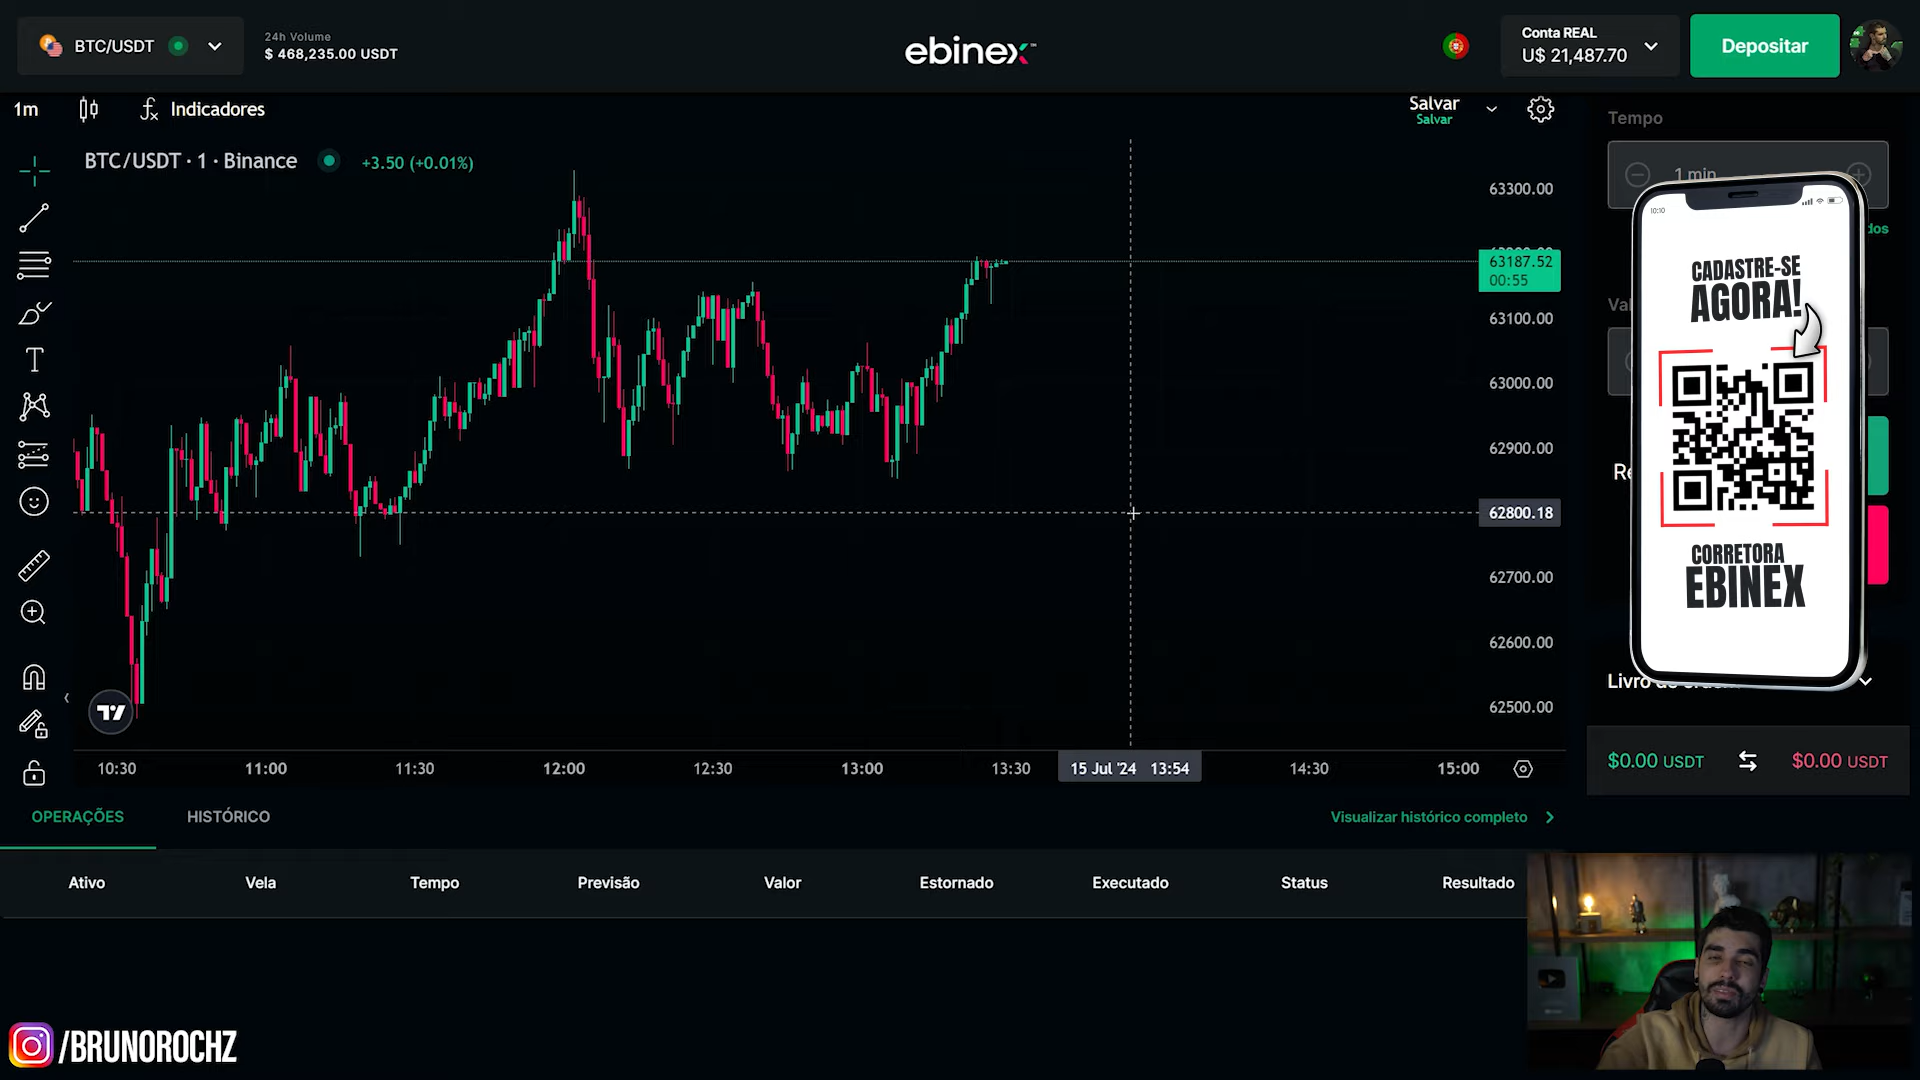 BTC/USDT
24h Volume
$ 468,235.00 USDT
ebinex
Conta REAL
U$ 21,487.70
Depositar
1m
Indicadores
Salvar
Salvar
BTC/USDT · 1 · Binance
+3.50 (+0.01%)
63300.00
63187.52
00:55
63100.00
63000.00
62900.00
62800.18
62700.00
62600.00
62500.00
10:30
11:00
11:30
12:00
12:30
13:00
13:30
15 Jul '24 13:54
14:30
15:00
Tempo
1 min
10:10
CADASTRE-SE
AGORA!
CORRETORA
EBINEX
$0.00 USDT
$0.00 USDT
OPERAÇÕES
HISTÓRICO
Visualizar histórico completo
Ativo
Vela
Tempo
Previsão
Valor
Estornado
Executado
Status
Resultado
/BRUNOROCHZ